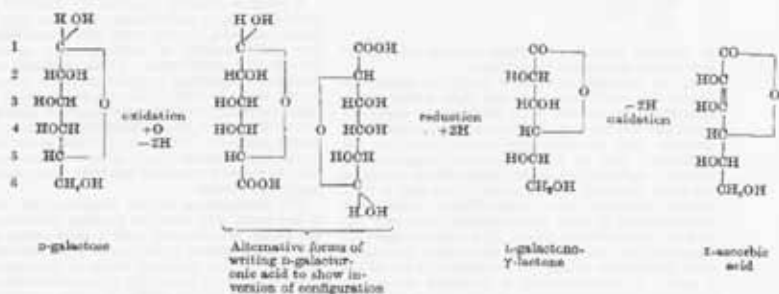 H OH
1 C
2 HCOH
3 HOCH O
4 HOCH
5 HC
6 CH₂OH
D-galactose
oxidation
+O
−2H
H OH
C
HCOH
HOCH O
HOCH
HC
COOH
COOH
CH
HCOH
O HCOH
HOCH
C
H OH
Alternative forms of
writing D-galactur-
onic acid to show in-
version of configuration
reduction
+2H
CO
HOCH
HCOH O
HC
HOCH
CH₂OH
L-galactono-
γ-lactone
−2H
oxidation
CO
HOC
HOC O
HC
HOCH
CH₂OH
L-ascorbic
acid